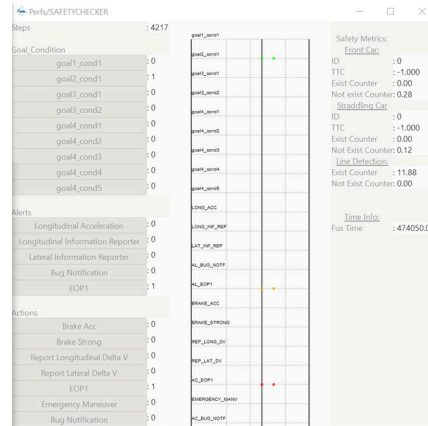 Perfs/SAFETYCHECKER
Steps : 4217
Goal_Condition
goal1_cond1 : 0
goal2_cond1 : 1
goal3_cond1 : 0
goal3_cond2 : 0
goal4_cond1 : 0
goal4_cond2 : 0
goal4_cond3 : 0
goal4_cond4 : 0
goal4_cond5 : 0
Alerts
Longitudinal Acceleration : 0
Longitudinal Information Reporter : 0
Lateral Information Reporter : 0
Bug Notification : 0
EOP1 : 1
Actions
Brake Acc : 0
Brake Strong : 0
Report Longitudinal Delta V : 0
Report Lateral Delta V : 0
EOP1 : 1
Emergency Maneuver : 0
Bug Notification : 0
goal1_cond1
goal2_cond1
goal3_cond1
goal3_cond2
goal4_cond1
goal4_cond2
goal4_cond3
goal4_cond4
goal4_cond5
LONG_ACC
LONG_INF_REP
LAT_INF_REP
AL_BUG_NOTF
AL_EOP1
BRAKE_ACC
BRAKE_STRONG
REP_LONG_DV
REP_LAT_DV
AC_EOP1
EMERGENCY_MANV
AC_BUG_NOTF
Safety Metrics:
Front Car:
ID : 0
TTC : -1.000
Exist Counter : 0.00
Not exist Counter: 0.28
Straddling Car
ID : 0
TTC : -1.000
Exist Counter : 0.00
Not Exist Counter: 0.12
Line Detection:
Exist Counter : 11.88
Not Exist Counter: 0.00
Time Info:
Fus Time : 474050.0